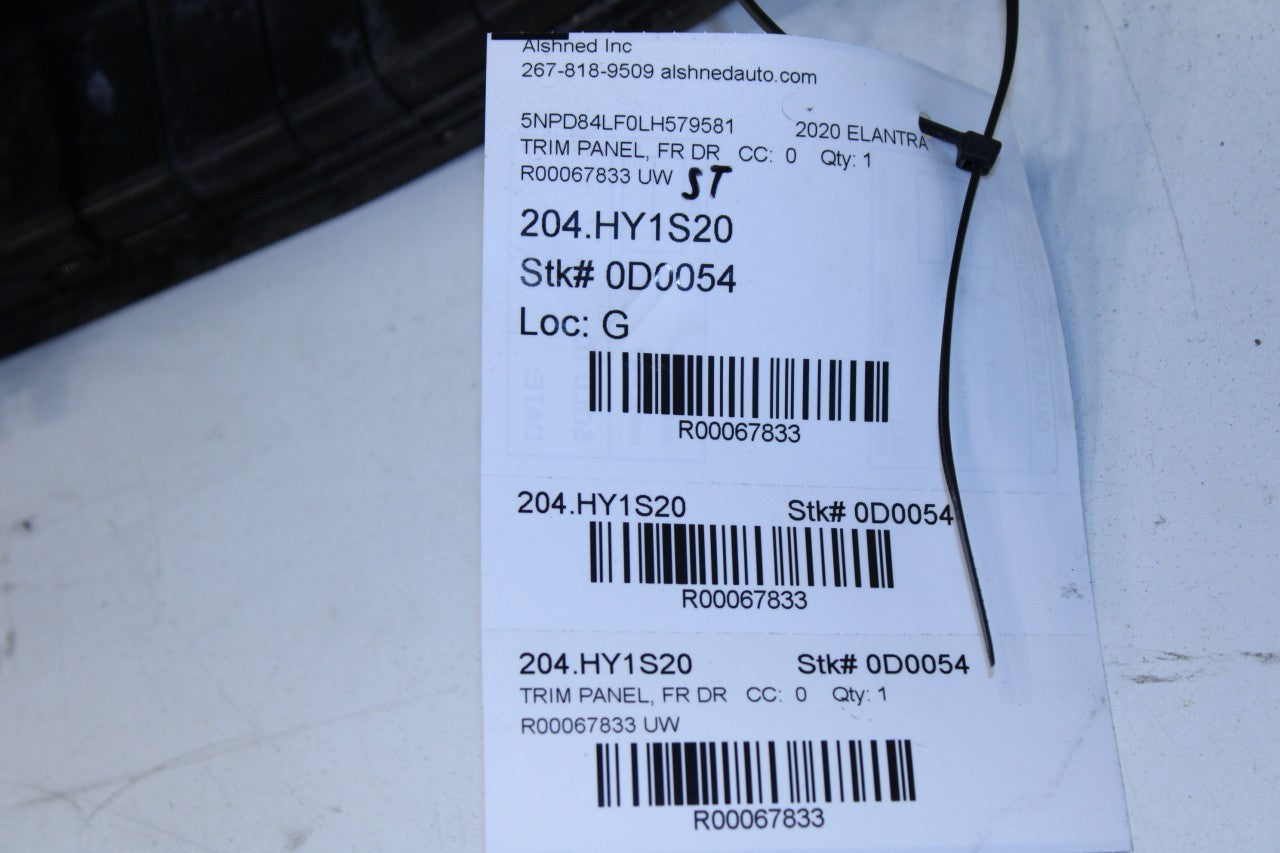 Alshned Inc
267-818-9509 alshnedauto.com
5NPD84LF0LH579581 2020 ELANTRA
TRIM PANEL, FR DR CC: 0 Qty: 1
R00067833 UW ST
204.HY1S20
Stk# 0D0054
Loc: G
R00067833
204.HY1S20 Stk# 0D0054
R00067833
204.HY1S20 Stk# 0D0054
TRIM PANEL, FR DR CC: 0 Qty: 1
R00067833 UW
R00067833